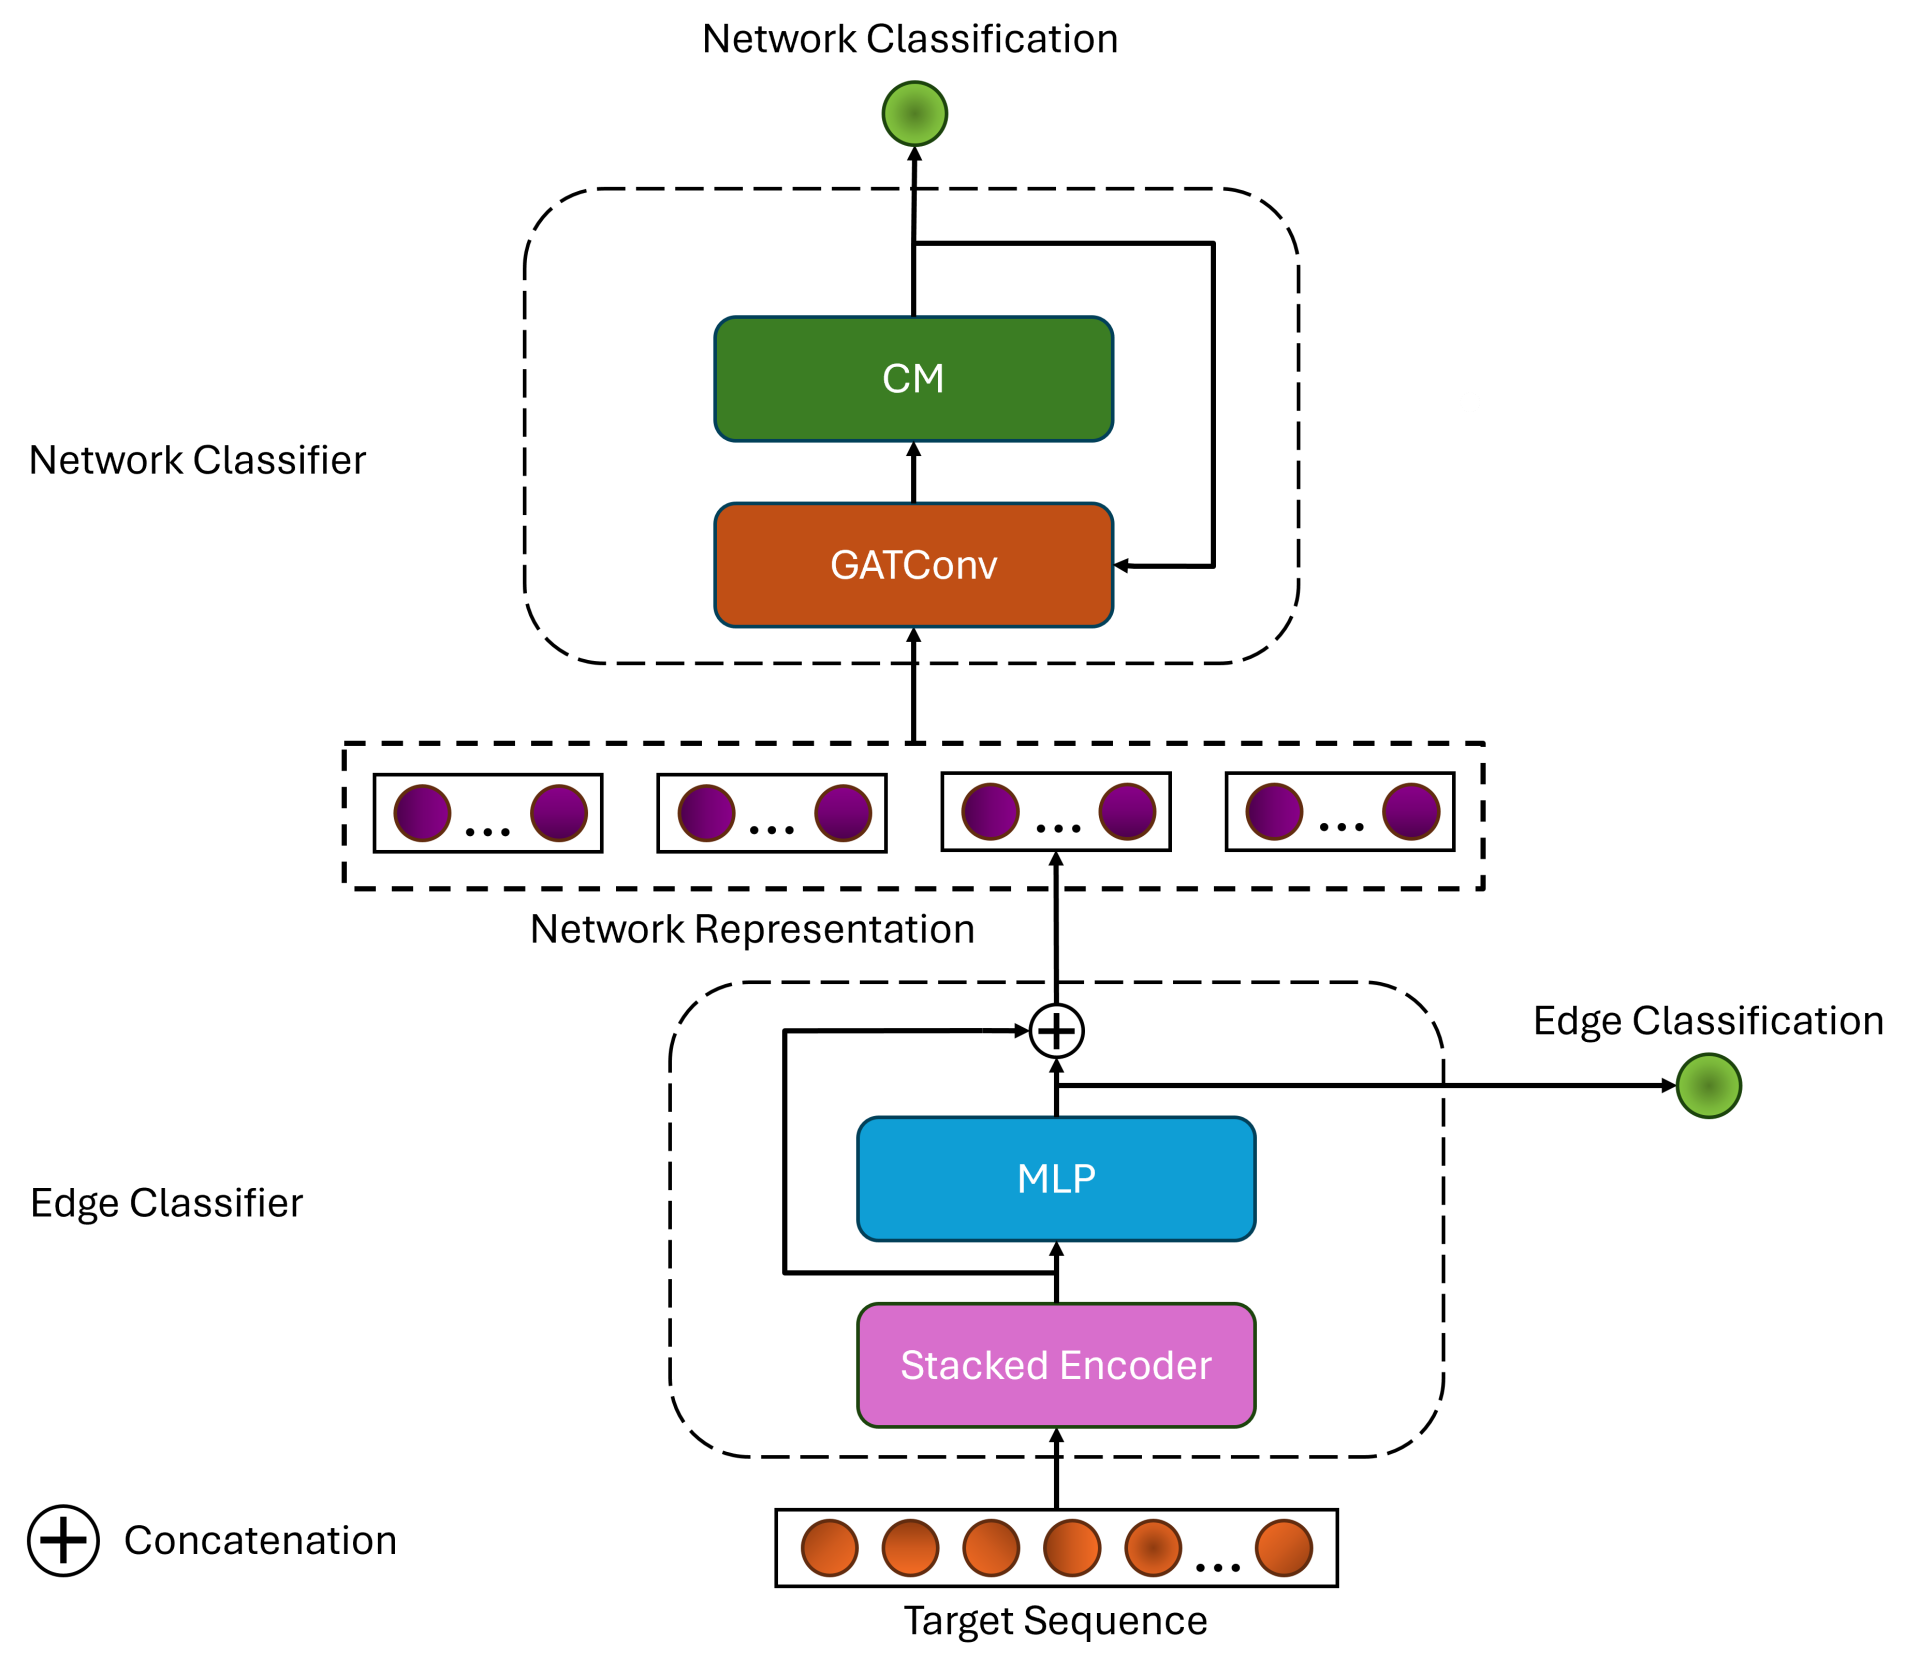 Network Classification
CM
Network Classifier
GATConv
Network Representation
Edge Classification
MLP
Edge Classifier
Stacked Encoder
Concatenation
Target Sequence